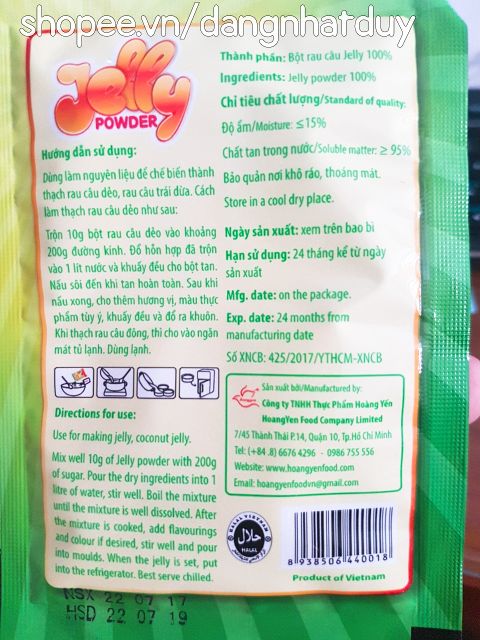 shopee.vn/dangnhatduy
Jelly
POWDER
Hướng dẫn sử dụng:
Dùng làm nguyên liệu để chế biến thành
thạch rau câu dẻo, rau câu trái dừa. Cách
làm thạch rau câu dẻo như sau:
Trộn 10g bột rau câu dẻo vào khoảng
200g đường kính. Đổ hỗn hợp đã trộn
vào 1 lít nước và khuấy đều cho bột tan.
Nấu sôi đến khi tan hoàn toàn. Sau khi
nấu xong, cho thêm hương vị, màu thực
phẩm tùy ý, khuấy đều và đổ ra khuôn.
Khi thạch rau câu đông, thì cho vào ngăn
mát tủ lạnh. Dùng lạnh.
Directions for use:
Use for making jelly, coconut jelly.
Mix well 10g of Jelly powder with 200g
of sugar. Pour the dry ingredients into 1
litre of water, stir well. Boil the mixture
until the mixture is well dissolved. After
the mixture is cooked, add flavourings
and colour if desired, stir well and pour
into moulds. When the jelly is set, put
into the refrigerator. Best serve chilled.
NSX 22 07 17
HSD 22 07 19
Thành phần: Bột rau câu Jelly 100%
Ingredients: Jelly powder 100%
Chỉ tiêu chất lượng/Standard of quality:
Độ ẩm/Moisture: ≤15%
Chất tan trong nước/Soluble matter: ≥ 95%
Bảo quản nơi khô ráo, thoáng mát.
Store in a cool dry place.
Ngày sản xuất: xem trên bao bì
Hạn sử dụng: 24 tháng kể từ ngày
sản xuất
Mfg. date: on the package.
Exp. date: 24 months from
manufacturing date
Số XNCB: 425/2017/YTHCM-XNCB
Sản xuất bởi/Manufactured by:
Công ty TNHH Thực Phẩm Hoàng Yến
HoangYen Food Company Limited
7/45 Thành Thái P.14, Quận 10, Tp.Hồ Chí Minh
Tel: (+84 .8) 6676 4296 - 0986 755 556
Website: www.hoangyenfood.com
Email: hoangyenfoodvn@gmail.com
HALAL VIETNAM
حلال
HALAL
8 938506 440018
Product of Vietnam